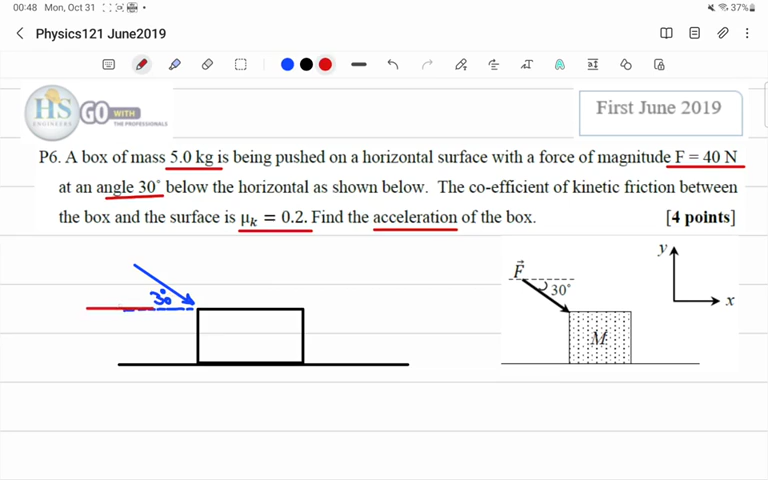 00:48 Mon, Oct 31
37%
Physics121 June2019
HS
ENGINEERS
GO WITH
THE PROFESSIONALS
First June 2019
P6. A box of mass 5.0 kg is being pushed on a horizontal surface with a force of magnitude F = 40 N
at an angle 30° below the horizontal as shown below. The co-efficient of kinetic friction between
the box and the surface is μₖ = 0.2. Find the acceleration of the box.
[4 points]
30°
F⃗
30°
M
y
x